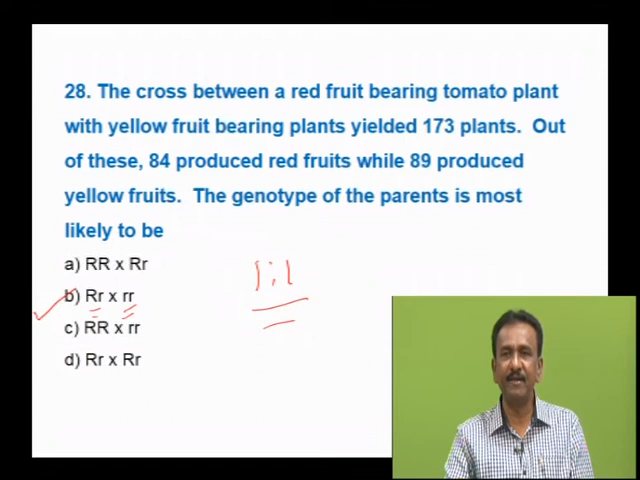 28. The cross between a red fruit bearing tomato plant
with yellow fruit bearing plants yielded 173 plants. Out
of these, 84 produced red fruits while 89 produced
yellow fruits. The genotype of the parents is most
likely to be
a) RR x Rr
b) Rr x rr
c) RR x rr
d) Rr x Rr
1:1